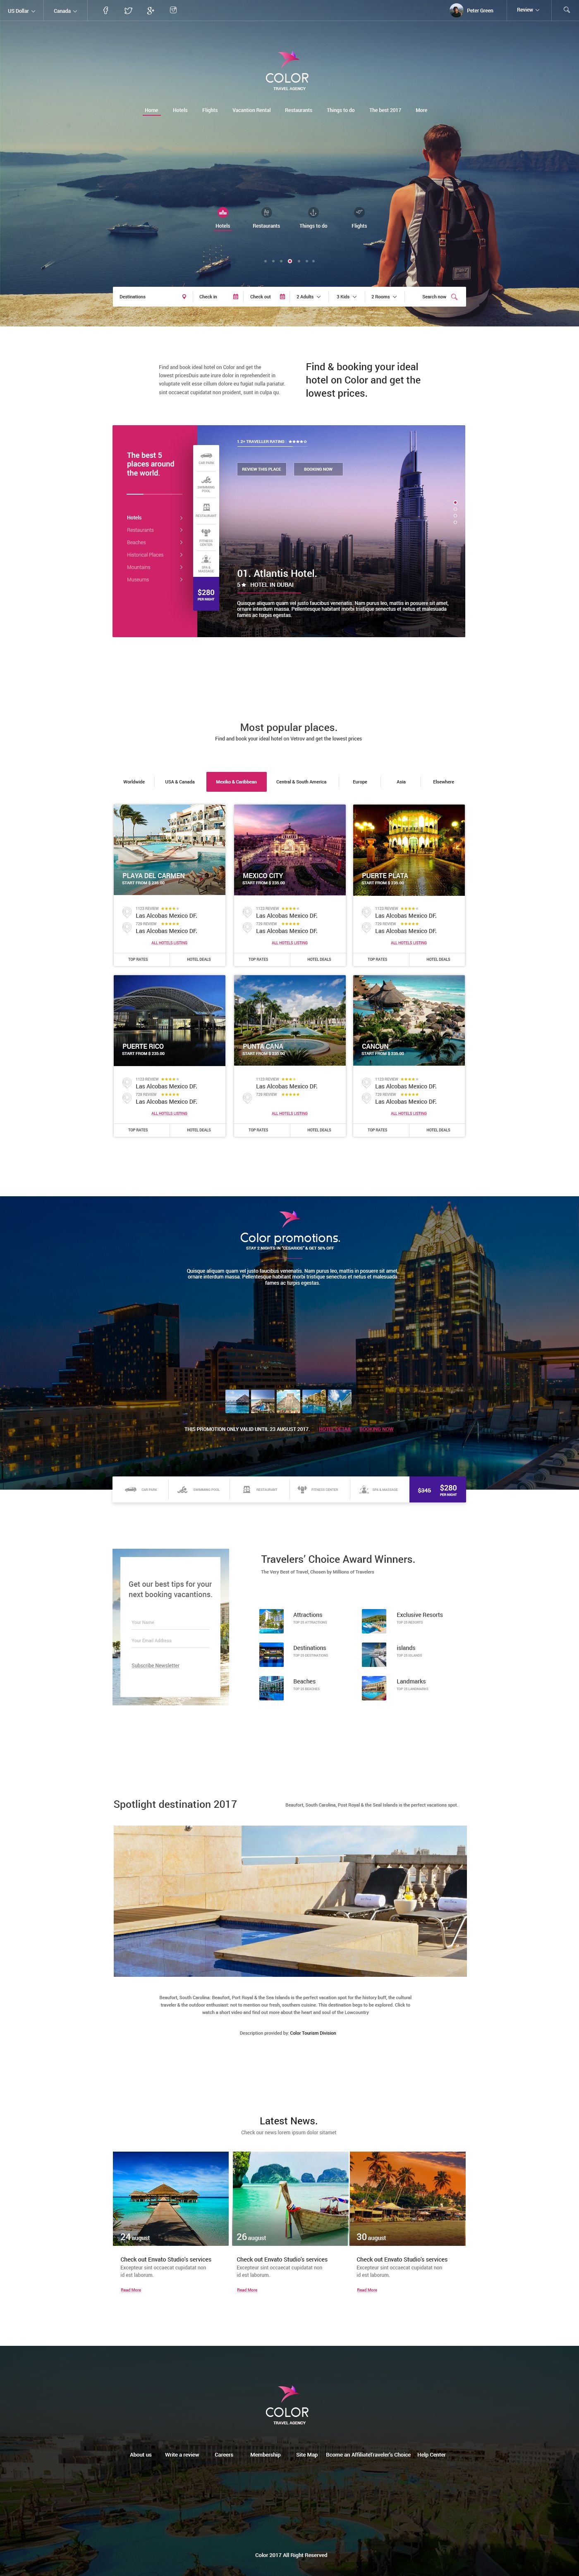 US Dollar
Canada
Peter Green
Review
COLOR
TRAVEL AGENCY
Home
Hotels
Flights
Vacantion Rental
Restaurants
Things to do
The best 2017
More
Hotels
Restaurants
Things to do
Flights
Destinations
Check in
Check out
2 Adults
3 Kids
2 Rooms
Search now
Find and book ideal hotel on Color and get the
lowest pricesDuis aute irure dolor in reprehenderit in
voluptate velit esse cillum dolore eu fugiat nulla pariatur.
sint occaecat cupidatat non proident, sunt in culpa qu.
Find & booking your ideal
hotel on Color and get the
lowest prices.
The best 5
places around
the world.
Hotels
Restaurants
Beaches
Historical Places
Mountains
Museums
CAR PARK
SWIMMING
POOL
RESTAURANT
FITNESS
CENTER
SPA &
MASSAGE
$280
PER NIGHT
TRAVELLER RATING :
REVIEW THIS PLACE
BOOKING NOW
01. Atlantis Hotel.
5★ HOTEL IN DUBAI
Quisque aliquam quam vel justo faucibus venenatis. Nam purus leo, mattis in posuere sit amet,
ornare interdum massa. Pellentesque habitant morbi tristique senectus et netus et malesuada
fames ac turpis egestas.
Most popular places.
Find and book your ideal hotel on Vetrov and get the lowest prices
Worldwide
USA & Canada
Mexiko & Caribbean
Central & South America
Europe
Asia
Elsewhere
PLAYA DEL CARMEN
START FROM $ 235.00
1123 REVIEW
Las Alcobas Mexico DF.
728 REVIEW
Las Alcobas Mexico DF.
ALL HOTELS LISTING
TOP RATES
HOTEL DEALS
MEXICO CITY
START FROM $ 235.00
1123 REVIEW
Las Alcobas Mexico DF.
728 REVIEW
Las Alcobas Mexico DF.
ALL HOTELS LISTING
TOP RATES
HOTEL DEALS
PUERTE PLATA
START FROM $ 235.00
1123 REVIEW
Las Alcobas Mexico DF.
728 REVIEW
Las Alcobas Mexico DF.
ALL HOTELS LISTING
TOP RATES
HOTEL DEALS
PUERTE RICO
START FROM $ 235.00
1123 REVIEW
Las Alcobas Mexico DF.
728 REVIEW
Las Alcobas Mexico DF.
ALL HOTELS LISTING
TOP RATES
HOTEL DEALS
PUNTA CANA
START FROM $ 235.00
1123 REVIEW
Las Alcobas Mexico DF.
728 REVIEW
ALL HOTELS LISTING
TOP RATES
HOTEL DEALS
CANCUN
START FROM $ 235.00
1123 REVIEW
Las Alcobas Mexico DF.
728 REVIEW
Las Alcobas Mexico DF.
ALL HOTELS LISTING
TOP RATES
HOTEL DEALS
Color promotions.
STAY 2 NIGHTS IN "CESARIOS" & GET 50% OFF
Quisque aliquam quam vel justo faucibus venenatis. Nam purus leo, mattis in posuere sit amet,
ornare interdum massa. Pellentesque habitant morbi tristique senectus et netus et malesuada
fames ac turpis egestas.
THIS PROMOTION ONLY VALID UNTIL 23 AUGUST 2017.
HOTEL DETAIL
BOOKING NOW
CAR PARK
SWIMMING POOL
RESTAURANT
FITNESS CENTER
SPA & MASSAGE
$345
$280
PER NIGHT
Get our best tips for your
next booking vacantions.
Your Name
Your Email Address
Subscribe Newsletter
Travelers' Choice Award Winners.
The Very Best of Travel, Chosen by Millions of Travelers
Attractions
TOP 25 ATTRACTIONS
Exclusive Resorts
TOP 25 RESORTS
Destinations
TOP 25 DESTINATIONS
islands
TOP 25 ISLANDS
Beaches
TOP 25 BEACHES
Landmarks
TOP 25 LANDMARKS
Spotlight destination 2017
Beaufort, South Carolina, Port Royal & the Seal Islands is the perfect vacations spot.
Beaufort, South Carolina: Beaufort, Port Royal & the Sea Islands is the perfect vacation spot for the history buff, the cultural
traveler & the outdoor enthusiast: not to mention our fresh, southern cuisine. This destination begs to be explored. Click to
watch a short video and find out more about the heart and soul of the Lowcountry
Description provided by: Color Tourism Division
Latest News.
Check our news lorem ipsum dolor sitamet
24 august
Check out Envato Studio's services
Excepteur sint occaecat cupidatat non
id est laborum.
Read More
26 august
Check out Envato Studio's services
Excepteur sint occaecat cupidatat non
id est laborum.
Read More
30 august
Check out Envato Studio's services
Excepteur sint occaecat cupidatat non
id est laborum.
Read More
COLOR
TRAVEL AGENCY
About us
Write a review
Careers
Membership
Site Map
Bcome an Affiliate
Traveler's Choice
Help Center
Color 2017 All Right Reserved